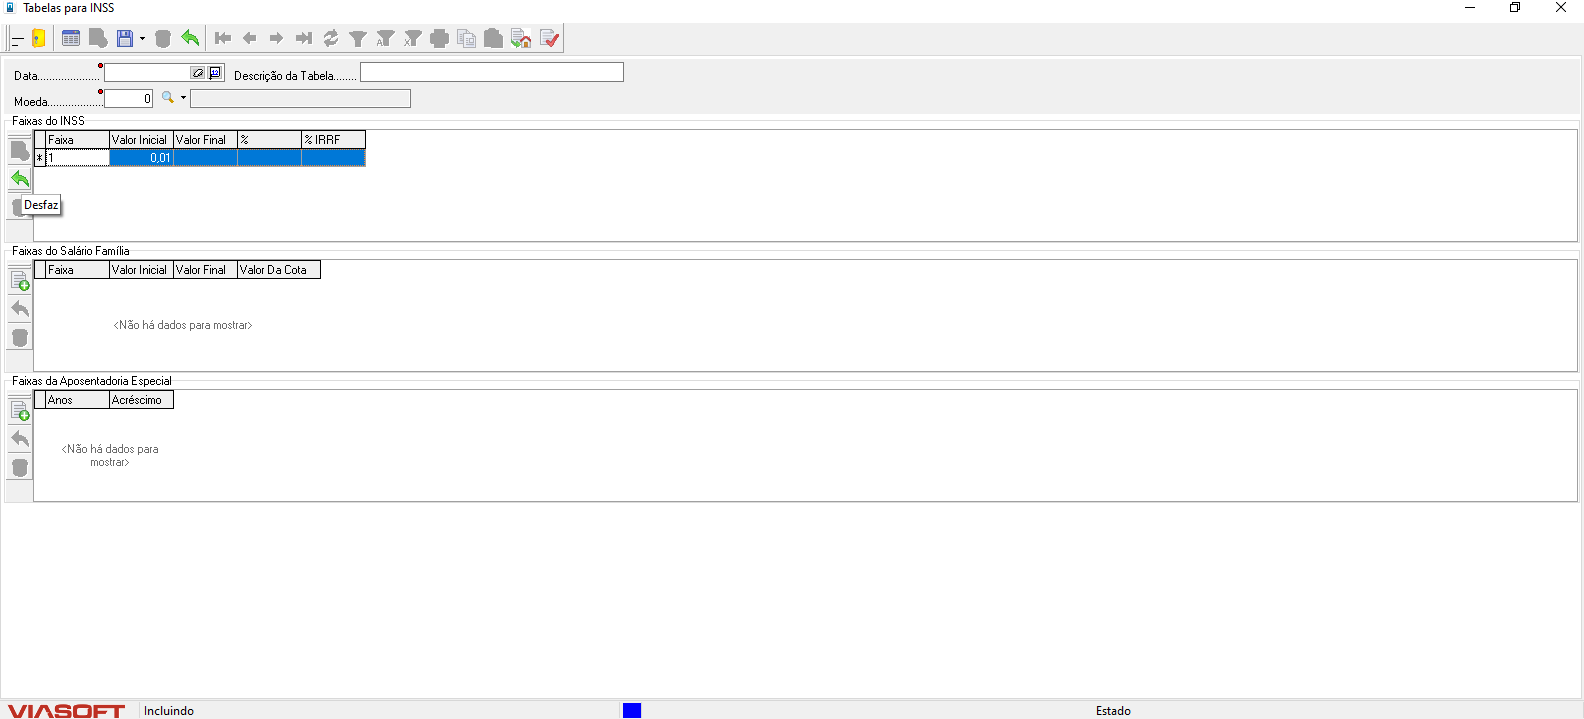 Tabelas para INSS
Data..................... Descrição da Tabela........
12
Moeda................... 0
Faixas do INSS
Faixa Valor Inicial Valor Final % % IRRF
* 1 0,01
Desfaz
Faixas do Salário Família
Faixa Valor Inicial Valor Final Valor Da Cota
<Não há dados para mostrar>
Faixas da Aposentadoria Especial
Anos Acréscimo
<Não há dados para
mostrar>
VIASOFT Incluindo Estado